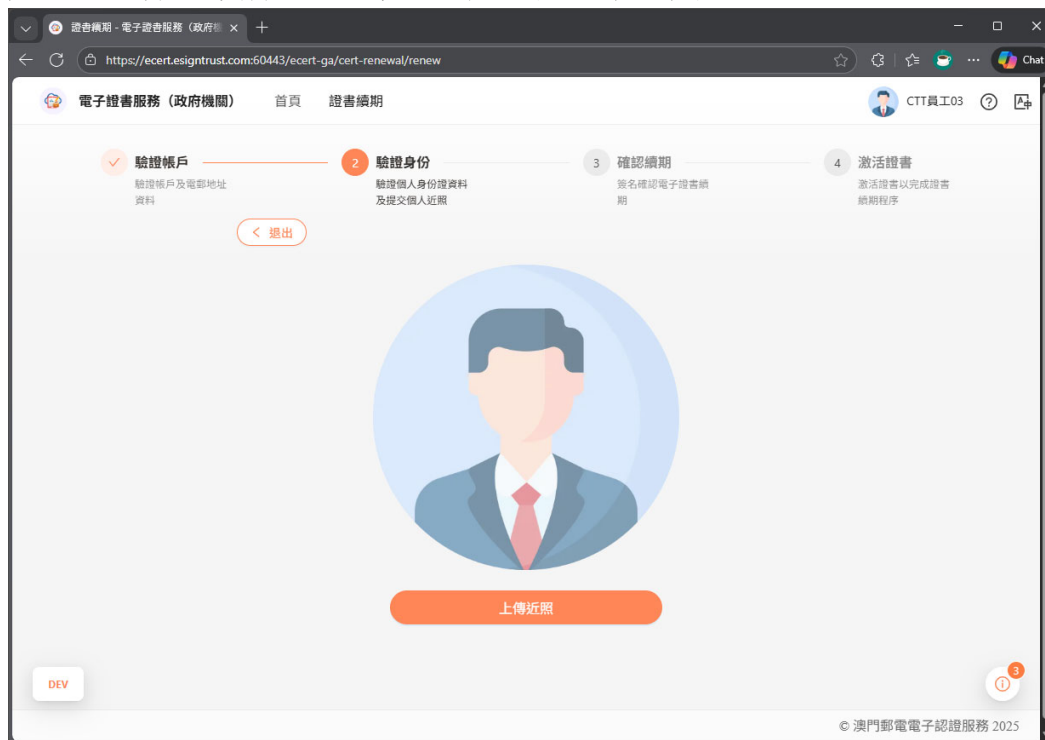 證書續期 - 電子證書服務（政府機
https://ecert.esigntrust.com:60443/ecert-ga/cert-renewal/renew
Chat
電子證書服務（政府機關） 首頁 證書續期 CTT員工03
驗證帳戶
驗證帳戶及電郵地址
資料
2 驗證身份
驗證個人身份證資料
及提交個人近照
3 確認續期
簽名確認電子證書續
期
4 激活證書
激活證書以完成證書
續期程序
退出
上傳近照
DEV
3
© 澳門郵電電子認證服務 2025